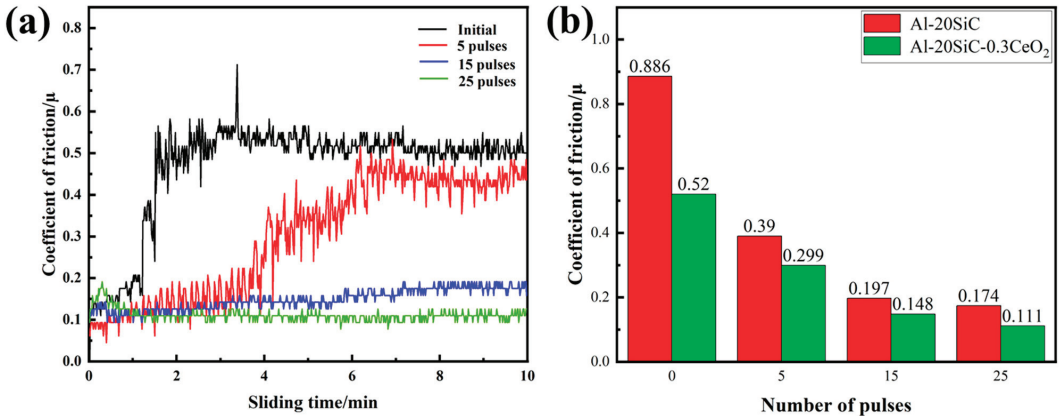 (a)
Coefficient of friction/μ
0.8
0.7
0.6
0.5
0.4
0.3
0.2
0.1
0.0
Initial
5 pulses
15 pulses
25 pulses
0
2
4
6
8
10
Sliding time/min
(b)
Coefficient of friction/μ
1.0
0.8
0.6
0.4
0.2
0.0
Al-20SiC
Al-20SiC-0.3CeO₂
0.886
0.52
0.39
0.299
0.197
0.148
0.174
0.111
0
5
15
25
Number of pulses